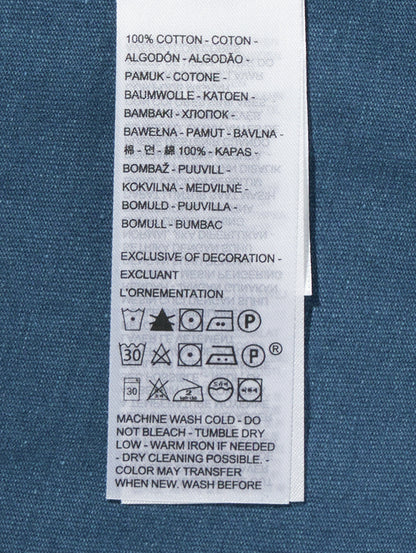 100% COTTON - COTON -
ALGODÓN - ALGODÃO -
PAMUK - COTONE -
BAUMWOLLE - KATOEN -
BAMBAKI - ХЛОПОК -
BAWEŁNA - PAMUT - BAVLNA -
棉 - 면 - 綿 100% - KAPAS -
BOMBAŽ - PUUVILL -
KOKVILNA - MEDVILNĖ -
BOMULD - PUUVILLA -
BOMULL - BUMBAC
EXCLUSIVE OF DECORATION -
EXCLUANT
L'ORNEMENTATION
P
30 P ®
30
MACHINE WASH COLD - DO
NOT BLEACH - TUMBLE DRY
LOW - WARM IRON IF NEEDED
- DRY CLEANING POSSIBLE. -
COLOR MAY TRANSFER
WHEN NEW. WASH BEFORE